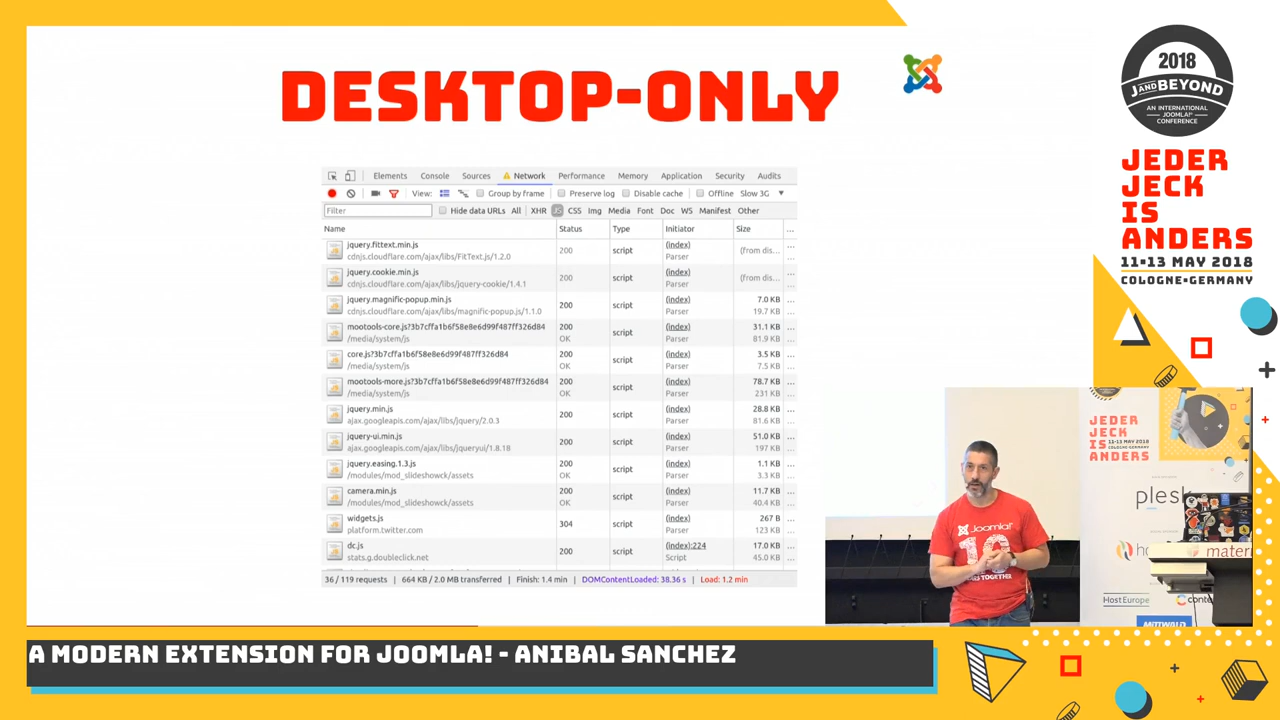 DESKTOP-ONLY
Elements Console Sources Network Performance Memory Application Security Audits
View: Group by frame Preserve log Disable cache Offline Slow 3G
Filter Hide data URLs All XHR JS CSS Img Media Font Doc WS Manifest Other
Name Status Type Initiator Size ...
jquery.fittext.min.js
cdnjs.cloudflare.com/ajax/libs/FitText.js/1.2.0
200 script (index) Parser (from dis... ...
jquery.cookie.min.js
cdnjs.cloudflare.com/ajax/libs/jquery-cookie/1.4.1
200 script (index) Parser (from dis... ...
jquery.magnific-popup.min.js
cdnjs.cloudflare.com/ajax/libs/magnific-popup.js/1.1.0
200 script (index) Parser 7.0 KB 19.7 KB ...
mootools-core.js?3b7cffa1b6f58e8e6d99f487ff326d84
/media/system/js
200 OK script (index) Parser 31.1 KB 81.9 KB ...
core.js?3b7cffa1b6f58e8e6d99f487ff326d84
/media/system/js
200 OK script (index) Parser 3.5 KB 7.5 KB ...
mootools-more.js?3b7cffa1b6f58e8e6d99f487ff326d84
/media/system/js
200 OK script (index) Parser 78.7 KB 231 KB ...
jquery.min.js
ajax.googleapis.com/ajax/libs/jquery/2.0.3
200 script (index) Parser 28.8 KB 81.6 KB ...
jquery-ui.min.js
ajax.googleapis.com/ajax/libs/jqueryui/1.8.18
200 script (index) Parser 51.0 KB 197 KB ...
jquery.easing.1.3.js
/modules/mod_slideshowck/assets
200 OK script (index) Parser 1.1 KB 3.3 KB ...
camera.min.js
/modules/mod_slideshowck/assets
200 OK script (index) Parser 11.7 KB 40.4 KB ...
widgets.js
platform.twitter.com
304 script (index) Parser 267 B 123 KB ...
dc.js
stats.g.doubleclick.net
200 script (index):224 Script 17.0 KB 45.0 KB ...
36 / 119 requests | 664 KB / 2.0 MB transferred | Finish: 1.4 min | DOMContentLoaded: 38.36 s | Load: 1.2 min
2018
J AND BEYOND
AN INTERNATIONAL
JOOMLA!
CONFERENCE
JEDER
JECK
IS
ANDERS
11-13 MAY 2018
COLOGNE•GERMANY
JEDER
JECK
IS 11-13 MAY 2018
ANDERS COLOGNE•GERMANY
plesk
HostEurope
MITTWALD
Joomla!
A MODERN EXTENSION FOR JOOMLA! - ANIBAL SANCHEZ